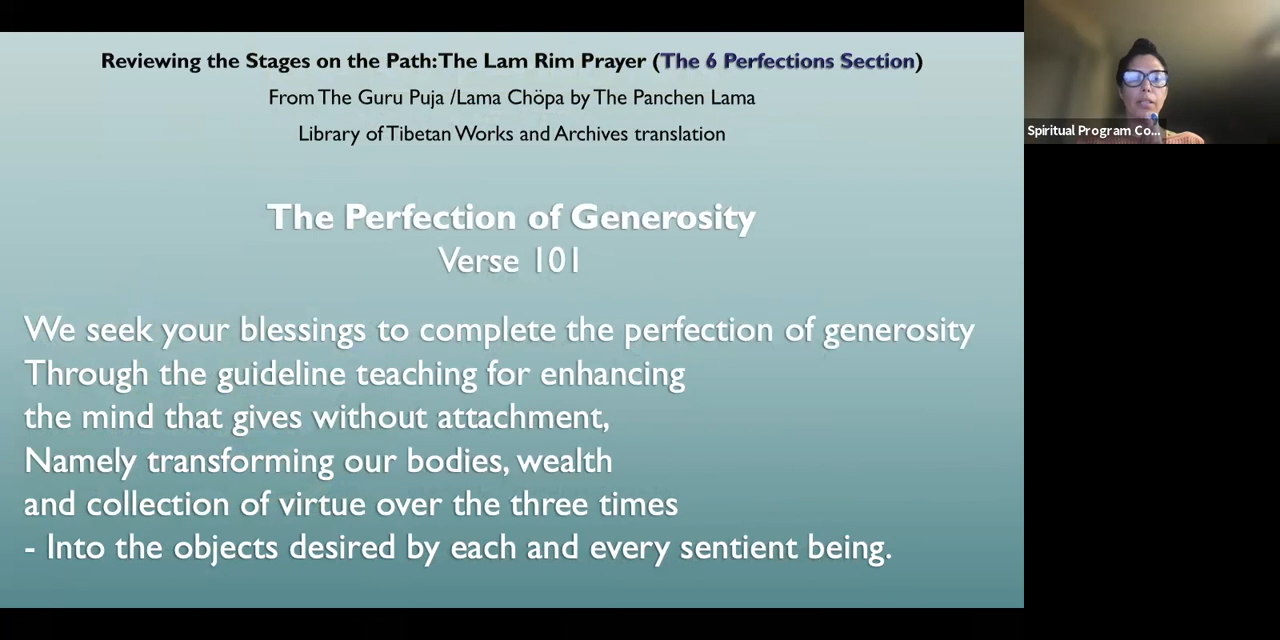 Reviewing the Stages on the Path:The Lam Rim Prayer (The 6 Perfections Section)
From The Guru Puja /Lama Chöpa by The Panchen Lama
Library of Tibetan Works and Archives translation
The Perfection of Generosity
Verse 101
We seek your blessings to complete the perfection of generosity
Through the guideline teaching for enhancing
the mind that gives without attachment,
Namely transforming our bodies, wealth
and collection of virtue over the three times
- Into the objects desired by each and every sentient being.
Spiritual Program Co...